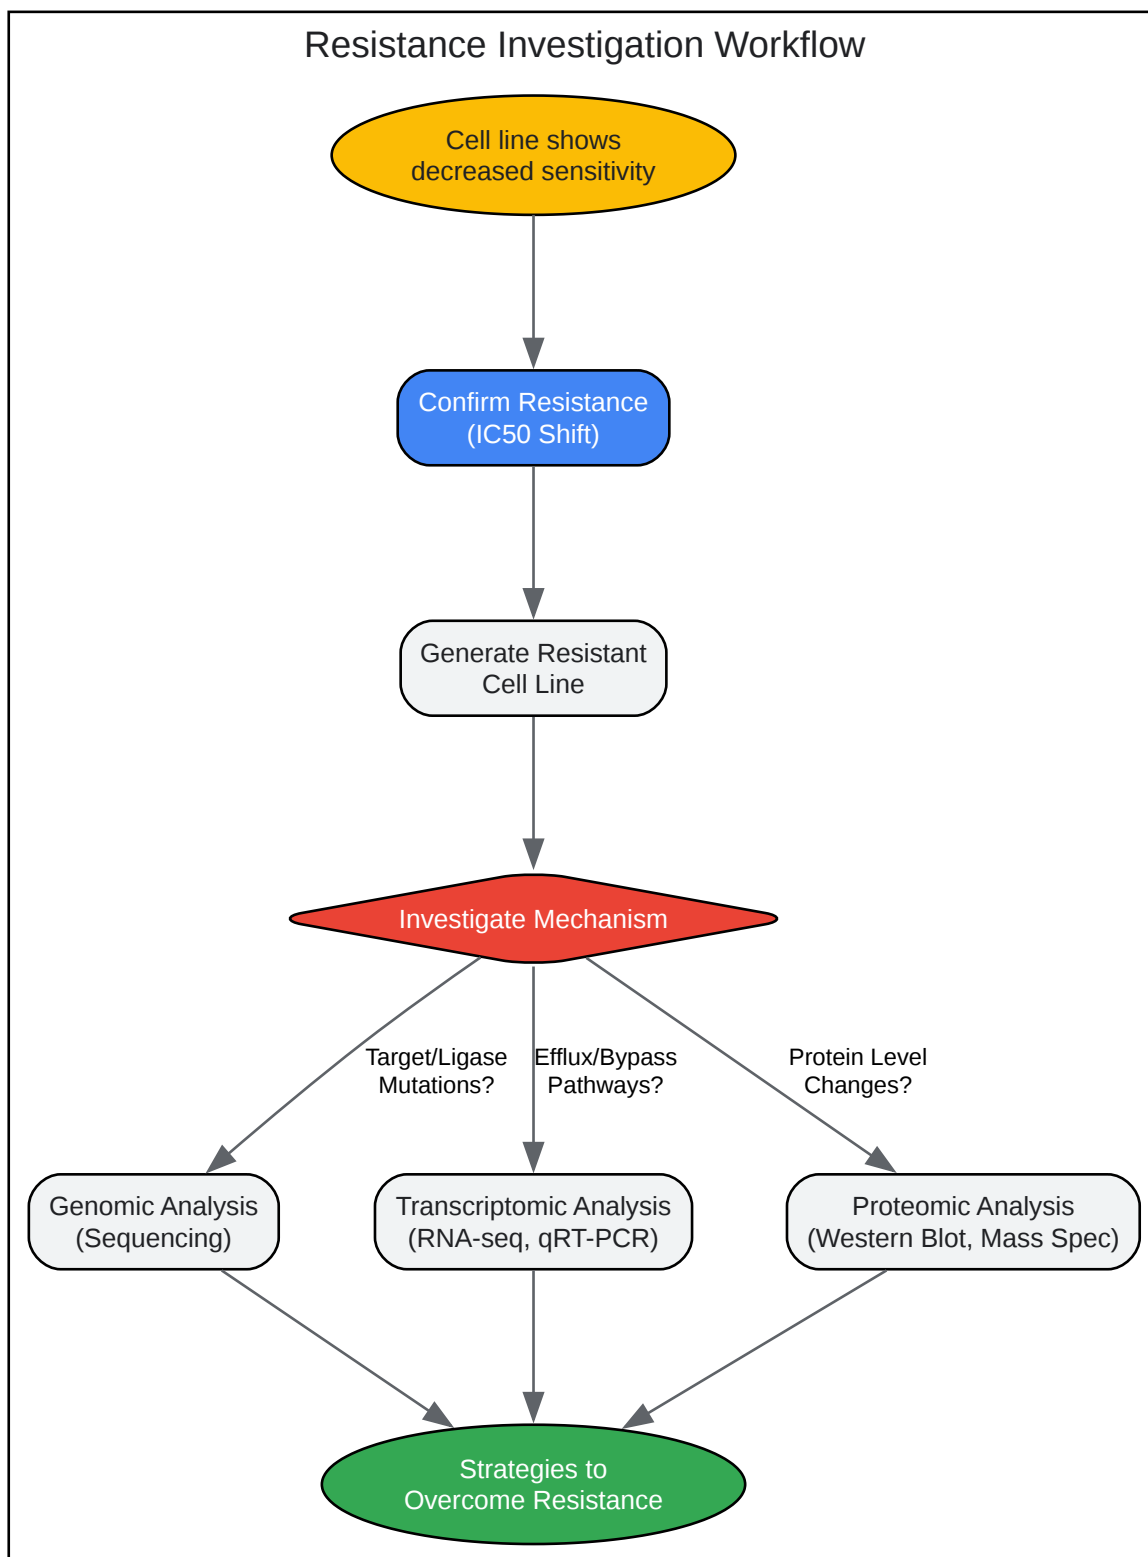 Resistance Investigation Workflow
Cell line shows
decreased sensitivity
Confirm Resistance
(IC50 Shift)
Generate Resistant
Cell Line
Investigate Mechanism
Target/Ligase
Mutations?
Efflux/Bypass
Pathways?
Protein Level
Changes?
Genomic Analysis
(Sequencing)
Transcriptomic Analysis
(RNA-seq, qRT-PCR)
Proteomic Analysis
(Western Blot, Mass Spec)
Strategies to
Overcome Resistance